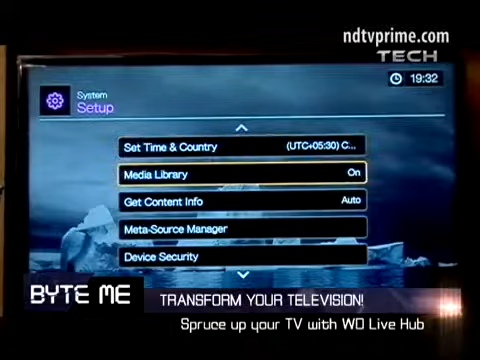 ndtvprime.com
TECH
19:32
System
Setup
Set Time & Country (UTC+05:30) C...
Media Library On
Get Content Info Auto
Meta-Source Manager
Device Security
BYTE ME
TRANSFORM YOUR TELEVISION!
Spruce up your TV with WD Live Hub